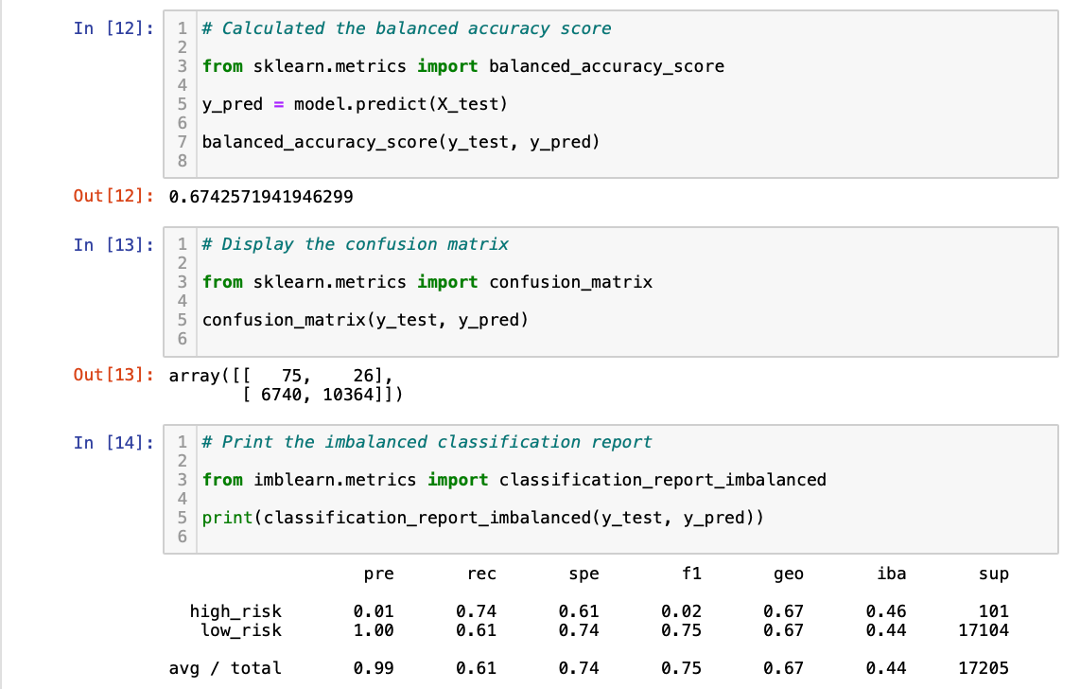 In [12]:
1 # Calculated the balanced accuracy score
2
3 from sklearn.metrics import balanced_accuracy_score
4
5 y_pred = model.predict(X_test)
6
7 balanced_accuracy_score(y_test, y_pred)
8
Out[12]: 0.6742571941946299
In [13]:
1 # Display the confusion matrix
2
3 from sklearn.metrics import confusion_matrix
4
5 confusion_matrix(y_test, y_pred)
6
Out[13]: array([[   75,    26],
       [ 6740, 10364]])
In [14]:
1 # Print the imbalanced classification report
2
3 from imblearn.metrics import classification_report_imbalanced
4
5 print(classification_report_imbalanced(y_test, y_pred))
6
pre rec spe f1 geo iba sup
high_risk 0.01 0.74 0.61 0.02 0.67 0.46 101
low_risk 1.00 0.61 0.74 0.75 0.67 0.44 17104
avg / total 0.99 0.61 0.74 0.75 0.67 0.44 17205